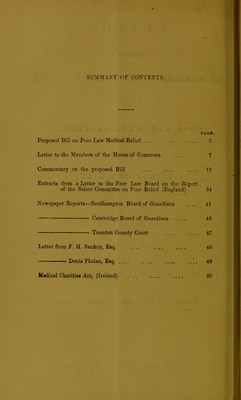 SUMMARY OF CONTENTS.
PAGE.
Proposed Bill on Poor Law Medical Relief.... .... .... 3
Letter to the Members of the House of Commons .... 7
Commentary on the proposed Bill .... .... .... 18
Extracts from a Letter to the Poor Law Board on the Report
of the Select Committee on Poor Relief (England) 34
Newspaper Reports—Southampton Board of Guardians .... 41
——— Cambridge Board of Guardians .... 43
——— Taunton County Court .... .... 47
Letter from F. H. Sankey, Esq. .... .... .... .... 48
——— Denis Phelan, Esq. .... .... .... .... .... 49
Medical Charities Act, (Ireland) .... .... .... .... 60